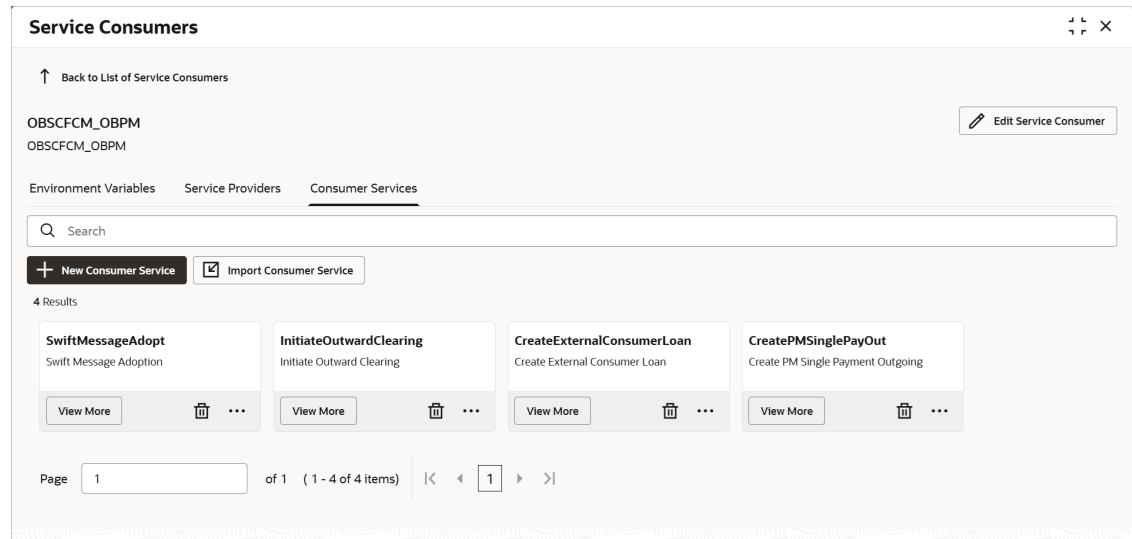 Service Consumers
Back to List of Service Consumers
OBSCFCM_OBPM
Edit Service Consumer
OBSCFCM_OBPM
Environment Variables Service Providers Consumer Services
Search
New Consumer Service Import Consumer Service
4 Results
SwiftMessageAdopt InitiateOutwardClearing CreateExternalConsumerLoan CreatePMSinglePayOut
Swift Message Adoption Initiate Outward Clearing Create External Consumer Loan Create PM Single Payment Outgoing
View More View More View More View More
Page 1 of 1 ( 1 - 4 of 4 items) 1